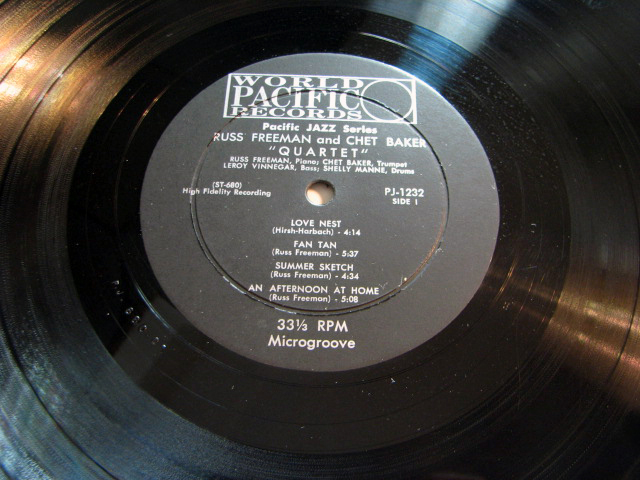 WORLD
PACIFIC
RECORDS
Pacific JAZZ Series
RUSS FREEMAN and CHET BAKER
"QUARTET"
RUSS FREEMAN, Piano; CHET BAKER, Trumpet
LEROY VINNEGAR, Bass; SHELLY MANNE, Drums
(ST-680)
High Fidelity Recording
PJ-1232
SIDE I
LOVE NEST
(Hirsh-Harbach) - 4:14
FAN TAN
(Russ Freeman) - 5:37
SUMMER SKETCH
(Russ Freeman) - 4:34
AN AFTERNOON AT HOME
(Russ Freeman) - 5:08
33⅓ RPM
Microgroove